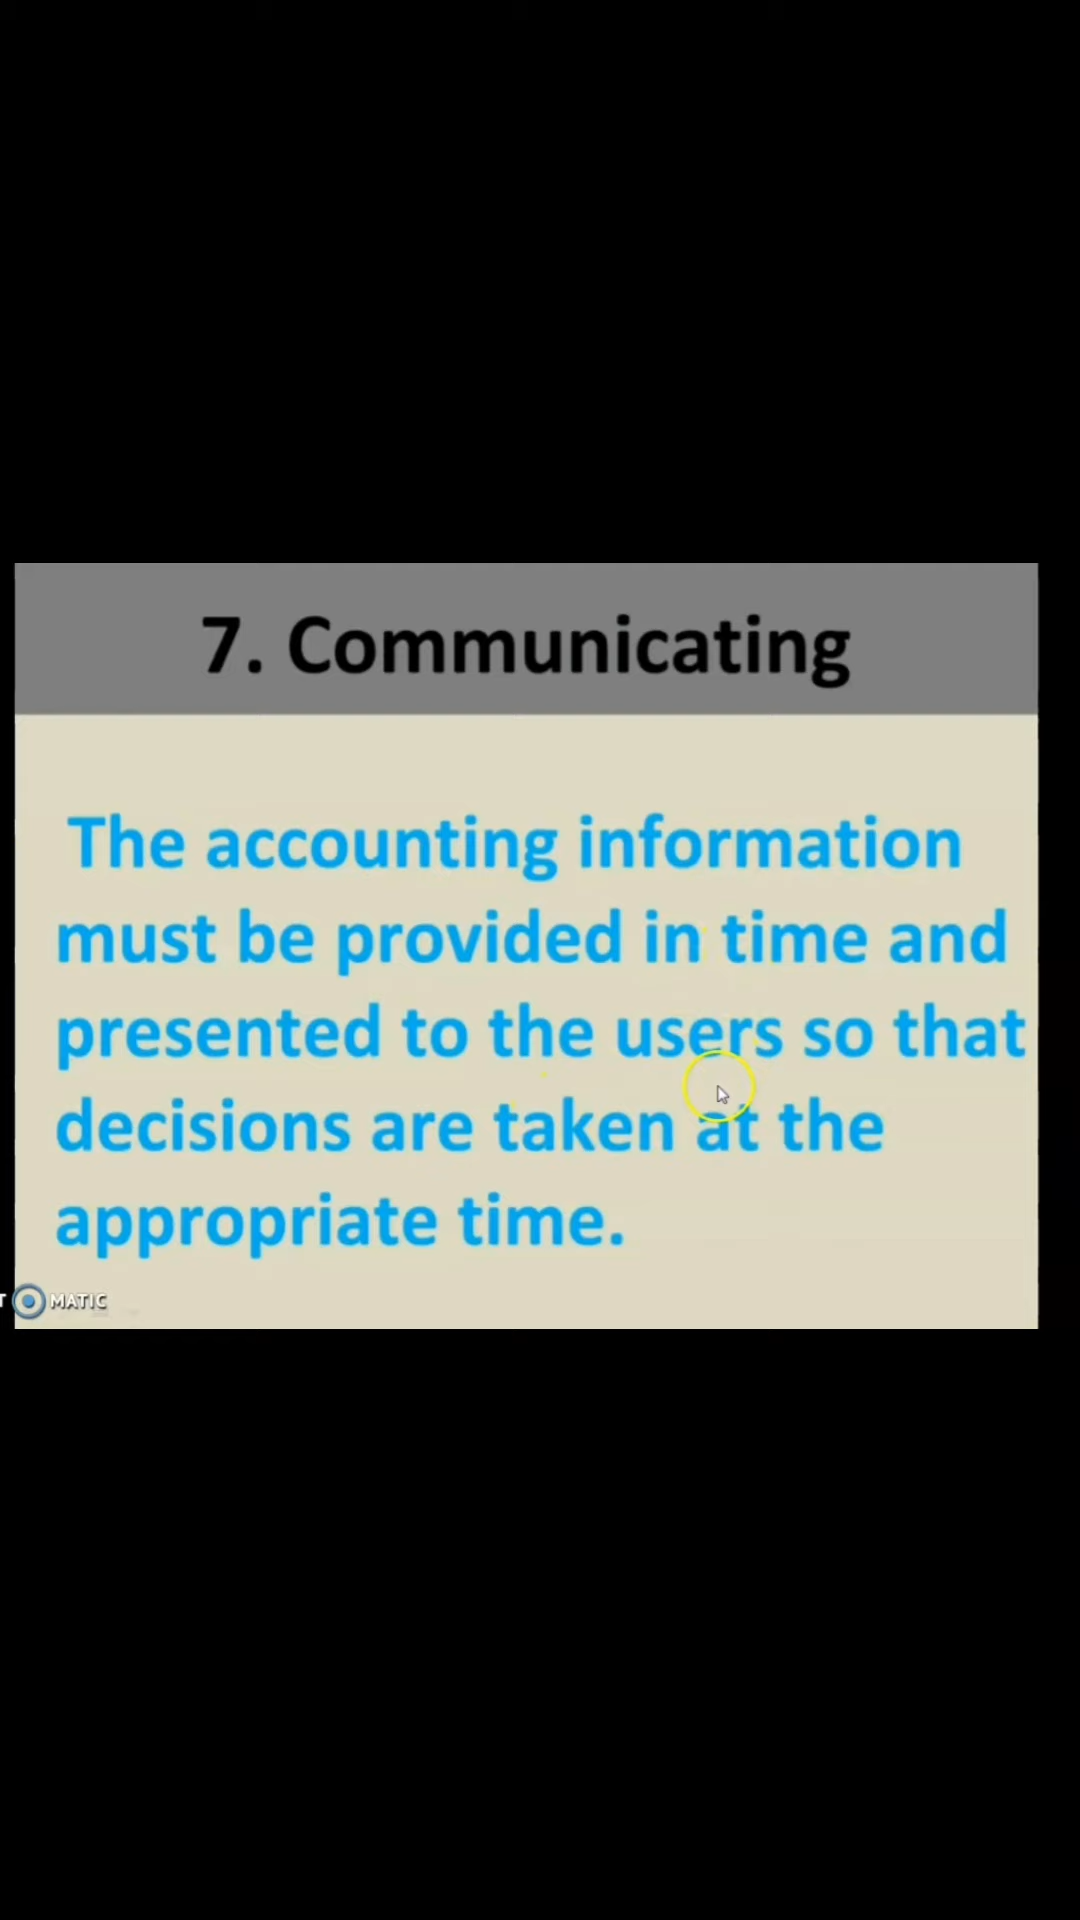 7. Communicating
The accounting information
must be provided in time and
presented to the users so that
decisions are taken at the
appropriate time.
T MATIC